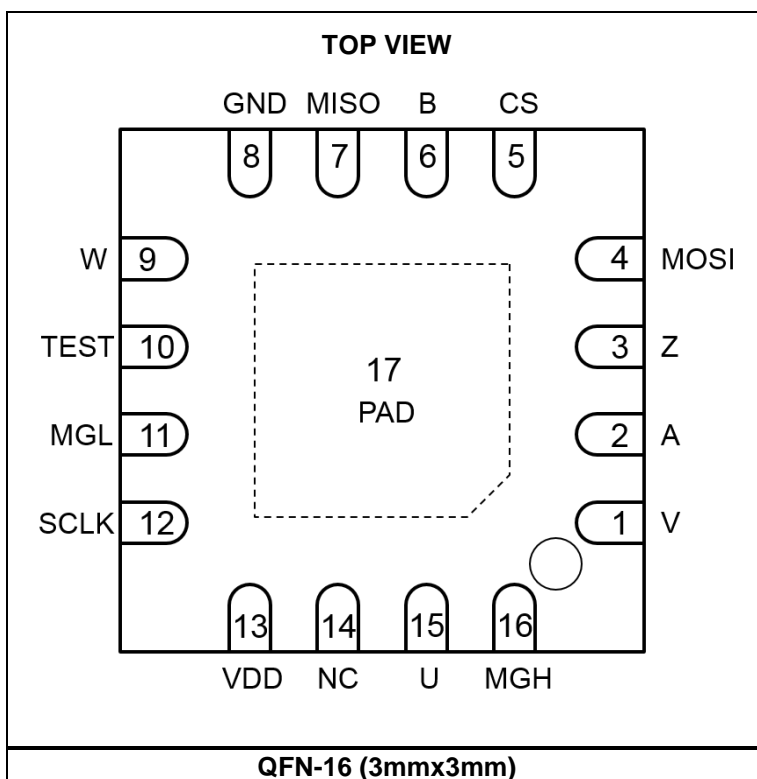 TOP VIEW
GND MISO B CS
8 7 6 5
W 9 4 MOSI
TEST 10 3 Z
17
PAD
MGL 11 2 A
SCLK 12 1 V
13 14 15 16
VDD NC U MGH
QFN-16 (3mmx3mm)